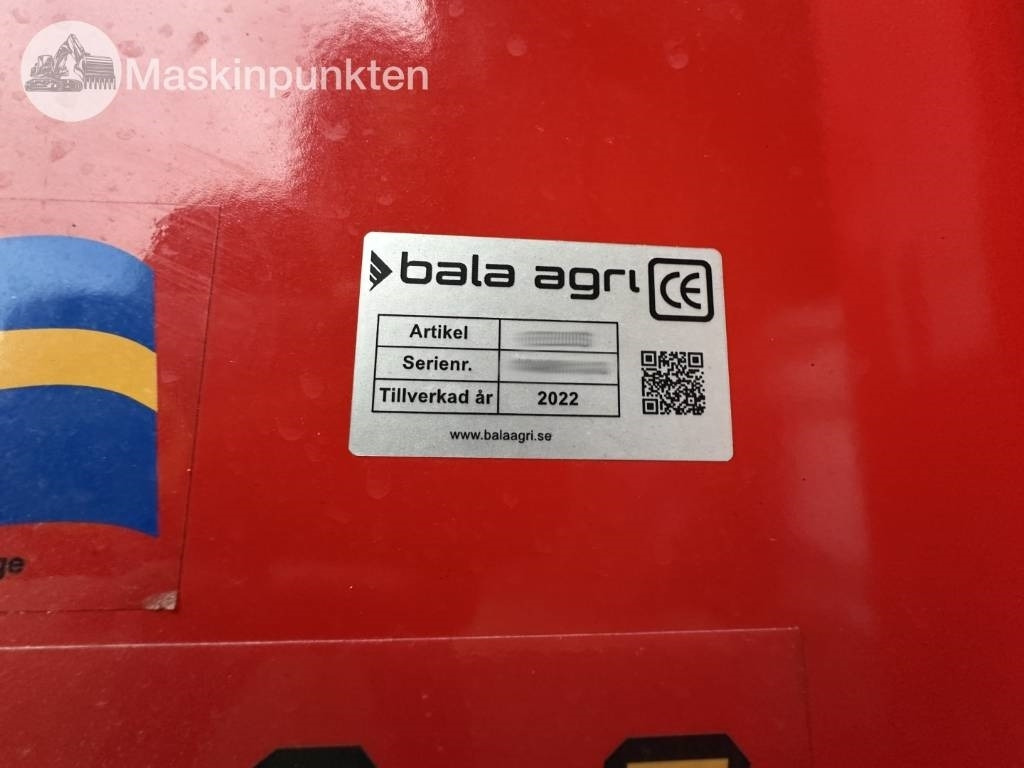 Maskinpunkten
bala agri CE
Artikel
Serienr.
Tillverkad år 2022
www.balaagri.se
ge